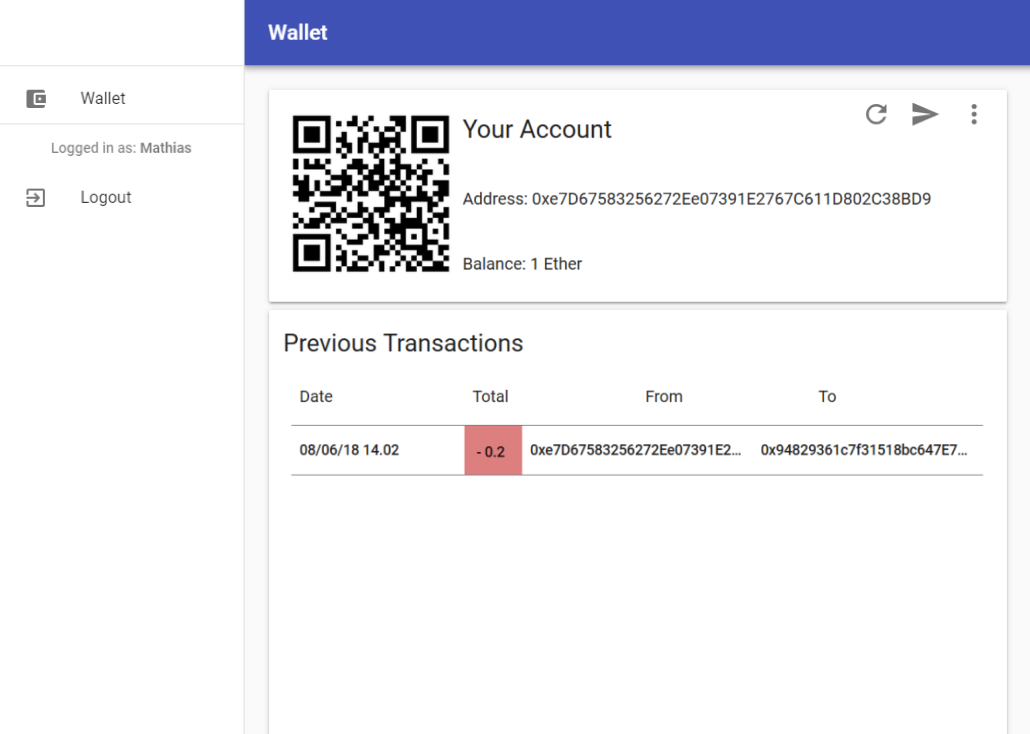 Wallet
Wallet
Logged in as: Mathias
Logout
Your Account
Address: 0xe7D67583256272Ee07391E2767C611D802C38BD9
Balance: 1 Ether
Previous Transactions
Date Total From To
08/06/18 14.02 - 0.2 0xe7D67583256272Ee07391E2... 0x94829361c7f31518bc647E7...